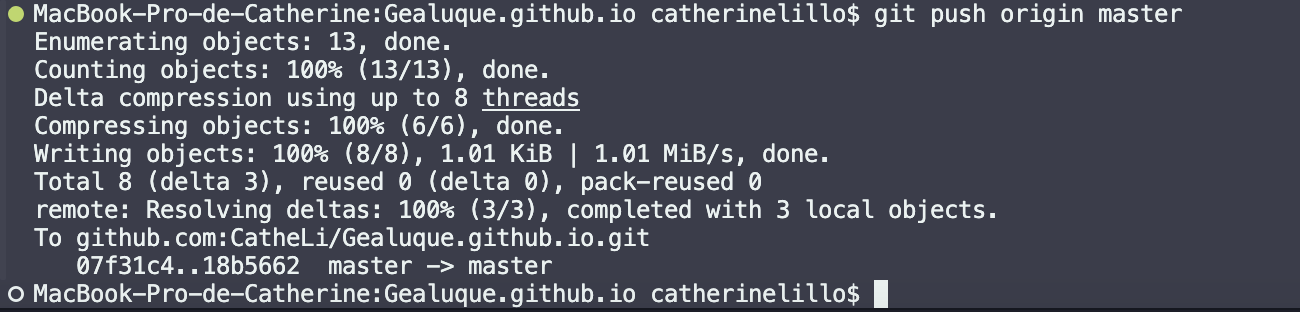 MacBook-Pro-de-Catherine:Gealuque.github.io catherinelillo$ git push origin master
Enumerating objects: 13, done.
Counting objects: 100% (13/13), done.
Delta compression using up to 8 threads
Compressing objects: 100% (6/6), done.
Writing objects: 100% (8/8), 1.01 KiB | 1.01 MiB/s, done.
Total 8 (delta 3), reused 0 (delta 0), pack-reused 0
remote: Resolving deltas: 100% (3/3), completed with 3 local objects.
To github.com:CatheLi/Gealuque.github.io.git
   07f31c4..18b5662  master -> master
MacBook-Pro-de-Catherine:Gealuque.github.io catherinelillo$